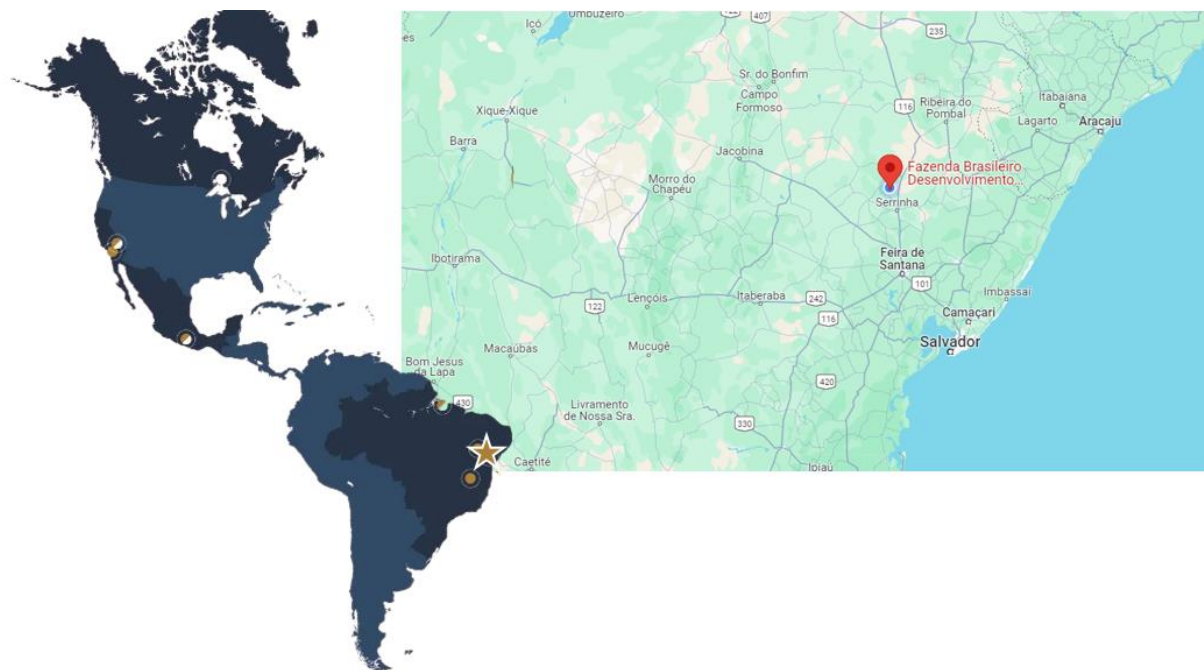 122
407
235
Içó
Umbuzeiro
Sr. do Bonfim
Campo
Formoso
Xique-Xique
116
Ribeira do
Pombal
Itabaiana
Lagarto
Aracaju
Barra
Jacobina
Fazenda Brasileiro
Desenvolvimento...
Morro do
Chapéu
Serrinha
Ibotirama
Feira de
Santana
101
Imbassaí
122
Lençóis
Itaberaba
242
116
Camaçari
Salvador
Macaúbas
Mucugê
Bom Jesus
da Lapa
430
420
Livramento
de Nossa Sra.
330
Caetité
Ipiaú